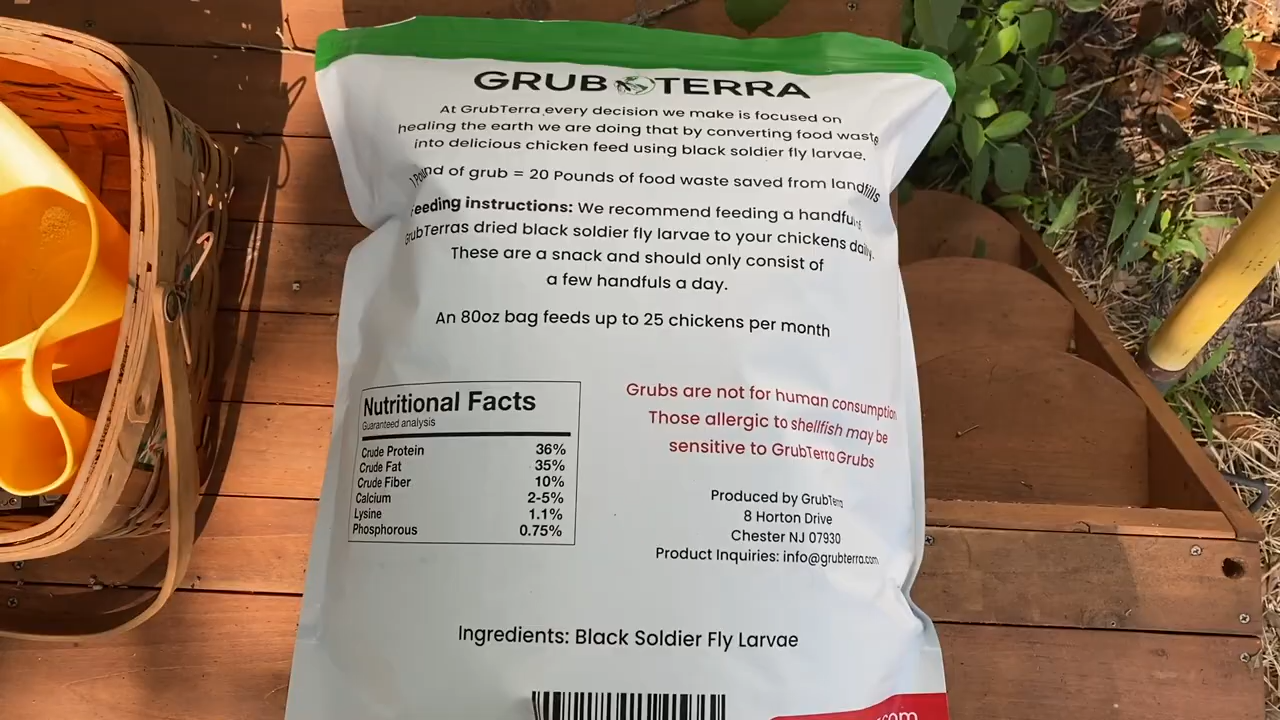 GRUB TERRA
At GrubTerra every decision we make is focused on
healing the earth we are doing that by converting food waste
into delicious chicken feed using black soldier fly larvae.
1 Pound of grub = 20 Pounds of food waste saved from landfills
Feeding instructions: We recommend feeding a handful of
GrubTerras dried black soldier fly larvae to your chickens daily.
These are a snack and should only consist of
a few handfuls a day.
An 80oz bag feeds up to 25 chickens per month
Nutritional Facts
Guaranteed analysis
Crude Protein 36%
Crude Fat 35%
Crude Fiber 10%
Calcium 2-5%
Lysine 1.1%
Phosphorous 0.75%
Grubs are not for human consumption
Those allergic to shellfish may be
sensitive to GrubTerra Grubs
Produced by GrubTerra
8 Horton Drive
Chester NJ 07930
Product Inquiries: info@grubterra.com
Ingredients: Black Soldier Fly Larvae